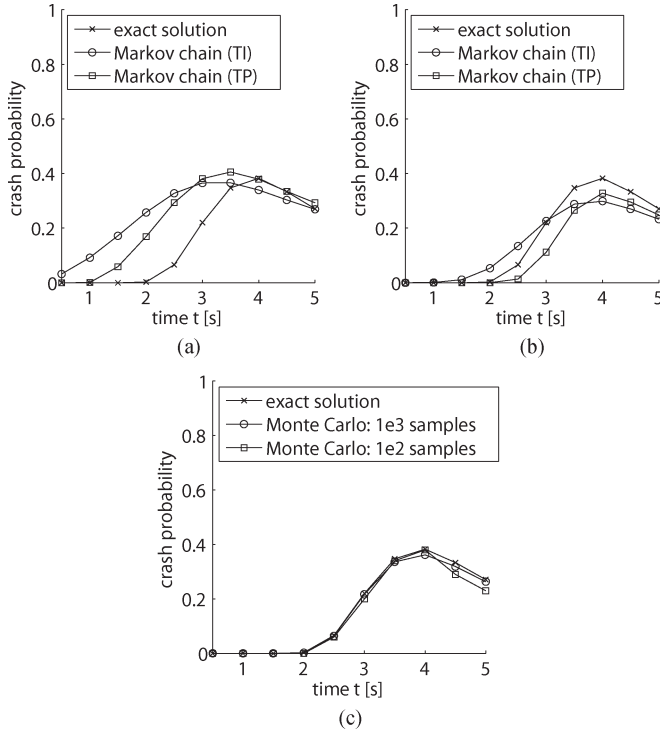 1
0.8
0.6
0.4
0.2
0
crash probability
exact solution
Markov chain (TI)
Markov chain (TP)
1 2 3 4 5
time t [s]
(a)
1
0.8
0.6
0.4
0.2
0
crash probability
exact solution
Markov chain (TI)
Markov chain (TP)
1 2 3 4 5
time t [s]
(b)
1
0.8
0.6
0.4
0.2
0
crash probability
exact solution
Monte Carlo: 1e3 samples
Monte Carlo: 1e2 samples
1 2 3 4 5
time t [s]
(c)